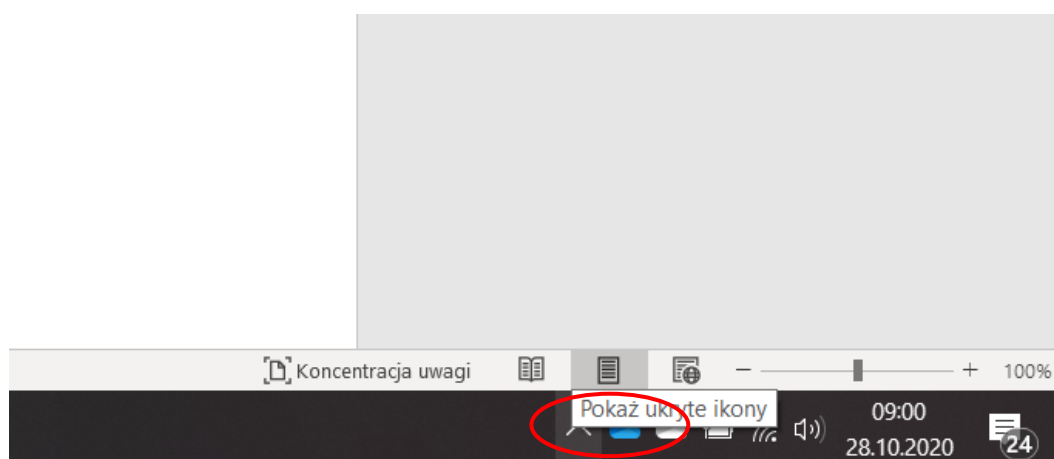 Koncentracja uwagi
100%
Pokaż ukryte ikony
09:00
28.10.2020
24